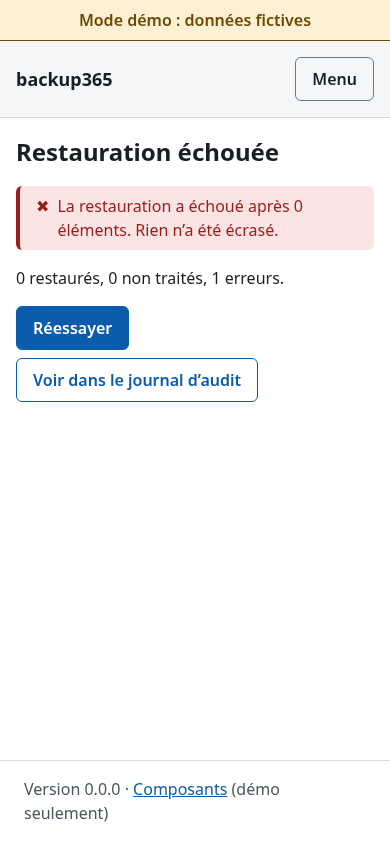 Mode démo : données fictives
backup365
Menu
Restauration échouée
✖ La restauration a échoué après 0
éléments. Rien n’a été écrasé.
0 restaurés, 0 non traités, 1 erreurs.
Réessayer
Voir dans le journal d’audit
Version 0.0.0 · Composants (démo
seulement)